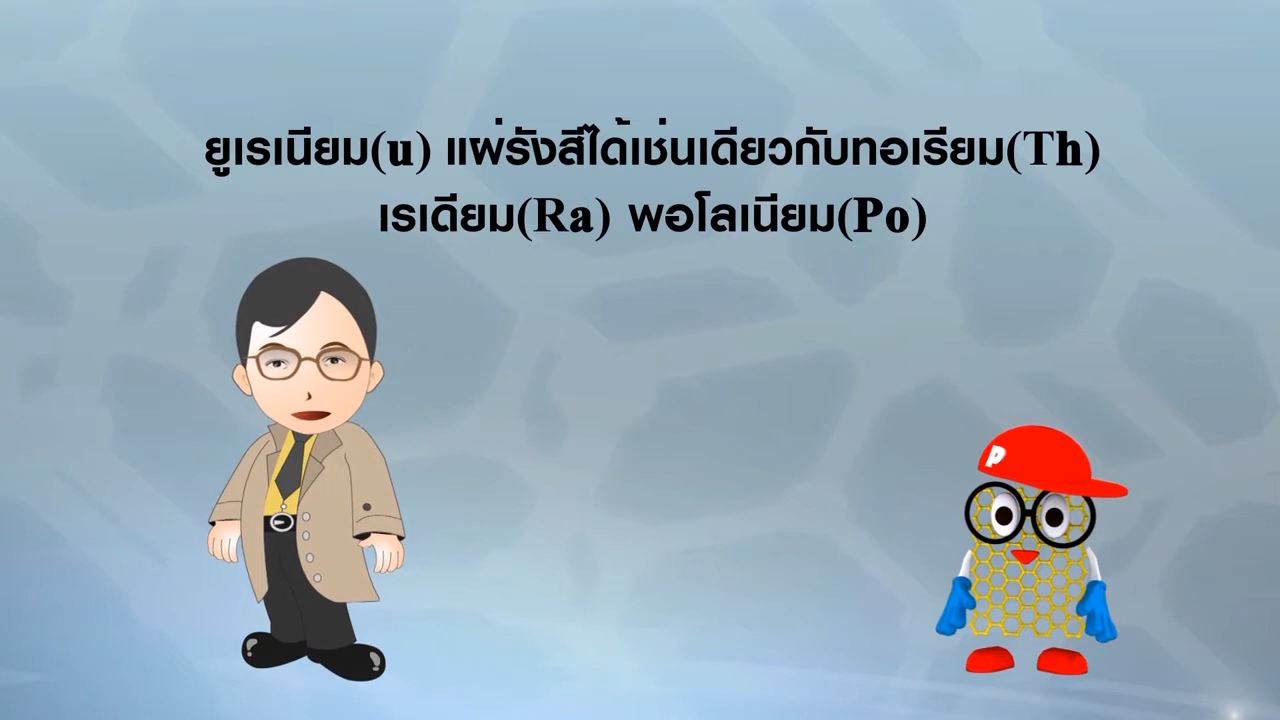 ยูเรเนียม(u) แผ่รังสีได้เช่นเดียวกับทอเรียม(Th)
เรเดียม(Ra) พอโลเนียม(Po)
P